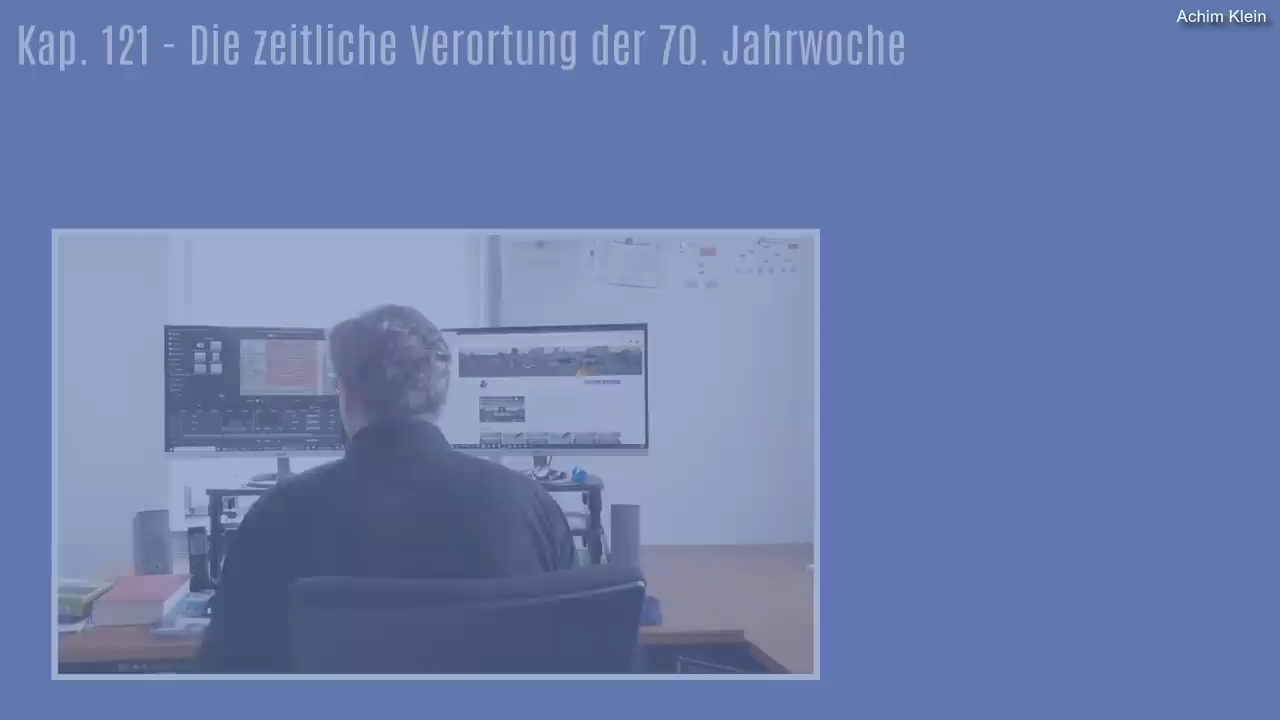 Achim Klein
Kap. 121 - Die zeitliche Verortung der 70. Jahrwoche